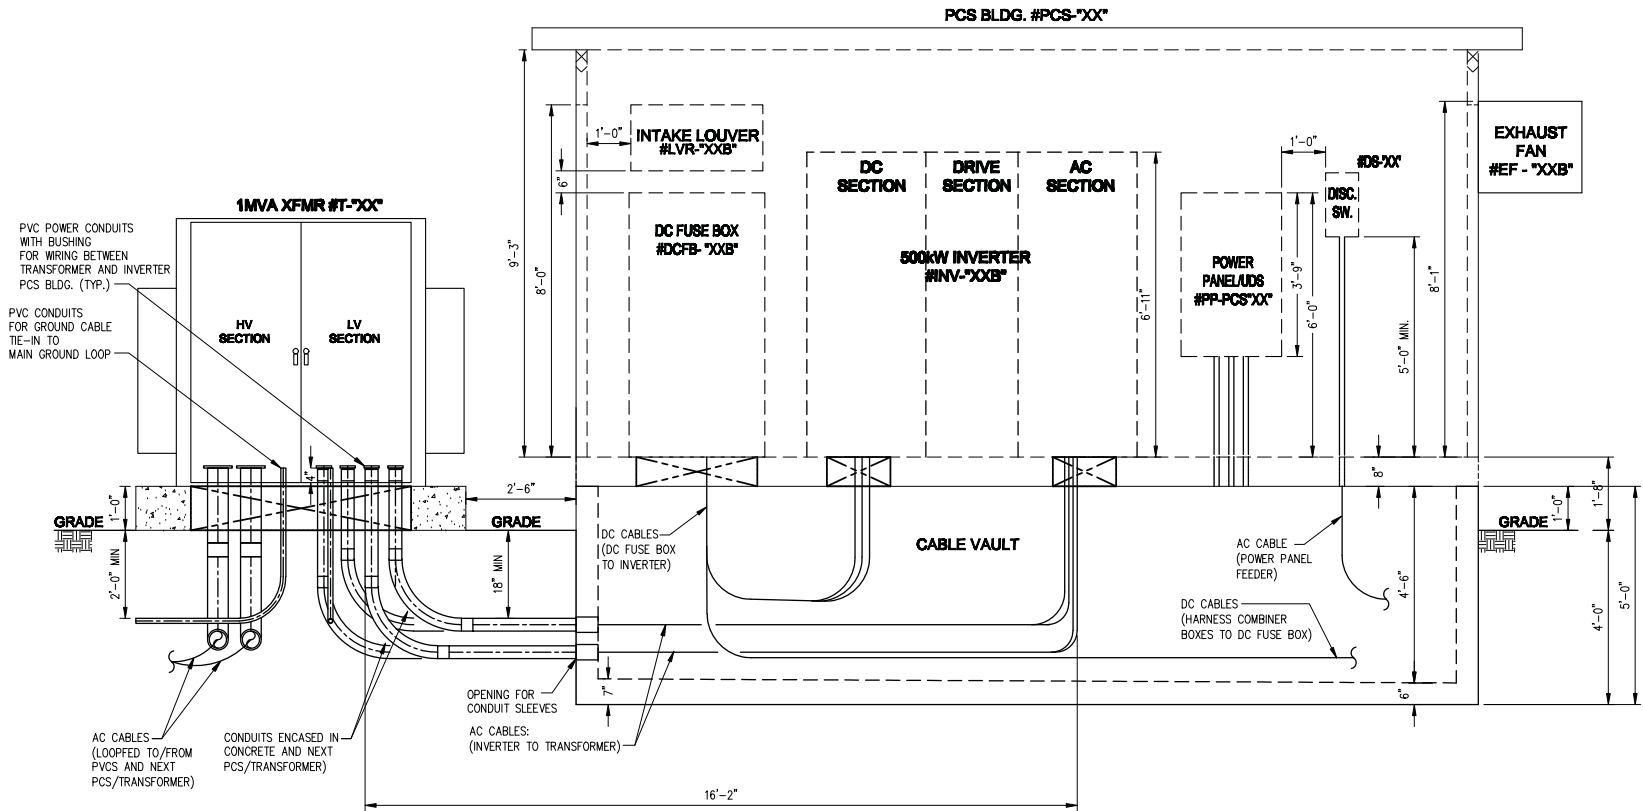 PCS BLDG. #PCS-"XX"
9'-3"
8'-0"
1'-0"
INTAKE LOUVER
#LVR-"XXB"
6"
DC FUSE BOX
#DCFB- "XXB"
DC
SECTION
DRIVE
SECTION
AC
SECTION
500kW INVERTER
#INV-"XXB"
6'-11"
POWER
PANEL/UDS
#PP-PCS"XX"
3'-9"
6'-0"
1'-0"
#DS-"XX"
DISC.
SW.
5'-0" MIN.
8'-1"
EXHAUST
FAN
#EF - "XXB"
1MVA XFMR #T-"XX"
PVC POWER CONDUITS
WITH BUSHING
FOR WIRING BETWEEN
TRANSFORMER AND INVERTER
PCS BLDG. (TYP.)
PVC CONDUITS
FOR GROUND CABLE
TIE-IN TO
MAIN GROUND LOOP
HV
SECTION
LV
SECTION
4"
2'-6"
1'-0"
GRADE
2'-0" MIN
GRADE
18" MIN
8"
1'-8"
1'-0"
GRADE
DC CABLES
(DC FUSE BOX
TO INVERTER)
CABLE VAULT
AC CABLE
(POWER PANEL
FEEDER)
4'-6"
4'-0"
5'-0"
DC CABLES
(HARNESS COMBINER
BOXES TO DC FUSE BOX)
7"
6"
OPENING FOR
CONDUIT SLEEVES
AC CABLES:
(INVERTER TO TRANSFORMER)
AC CABLES
(LOOPFED TO/FROM
PVCS AND NEXT
PCS/TRANSFORMER)
CONDUITS ENCASED IN
CONCRETE AND NEXT
PCS/TRANSFORMER)
16'-2"